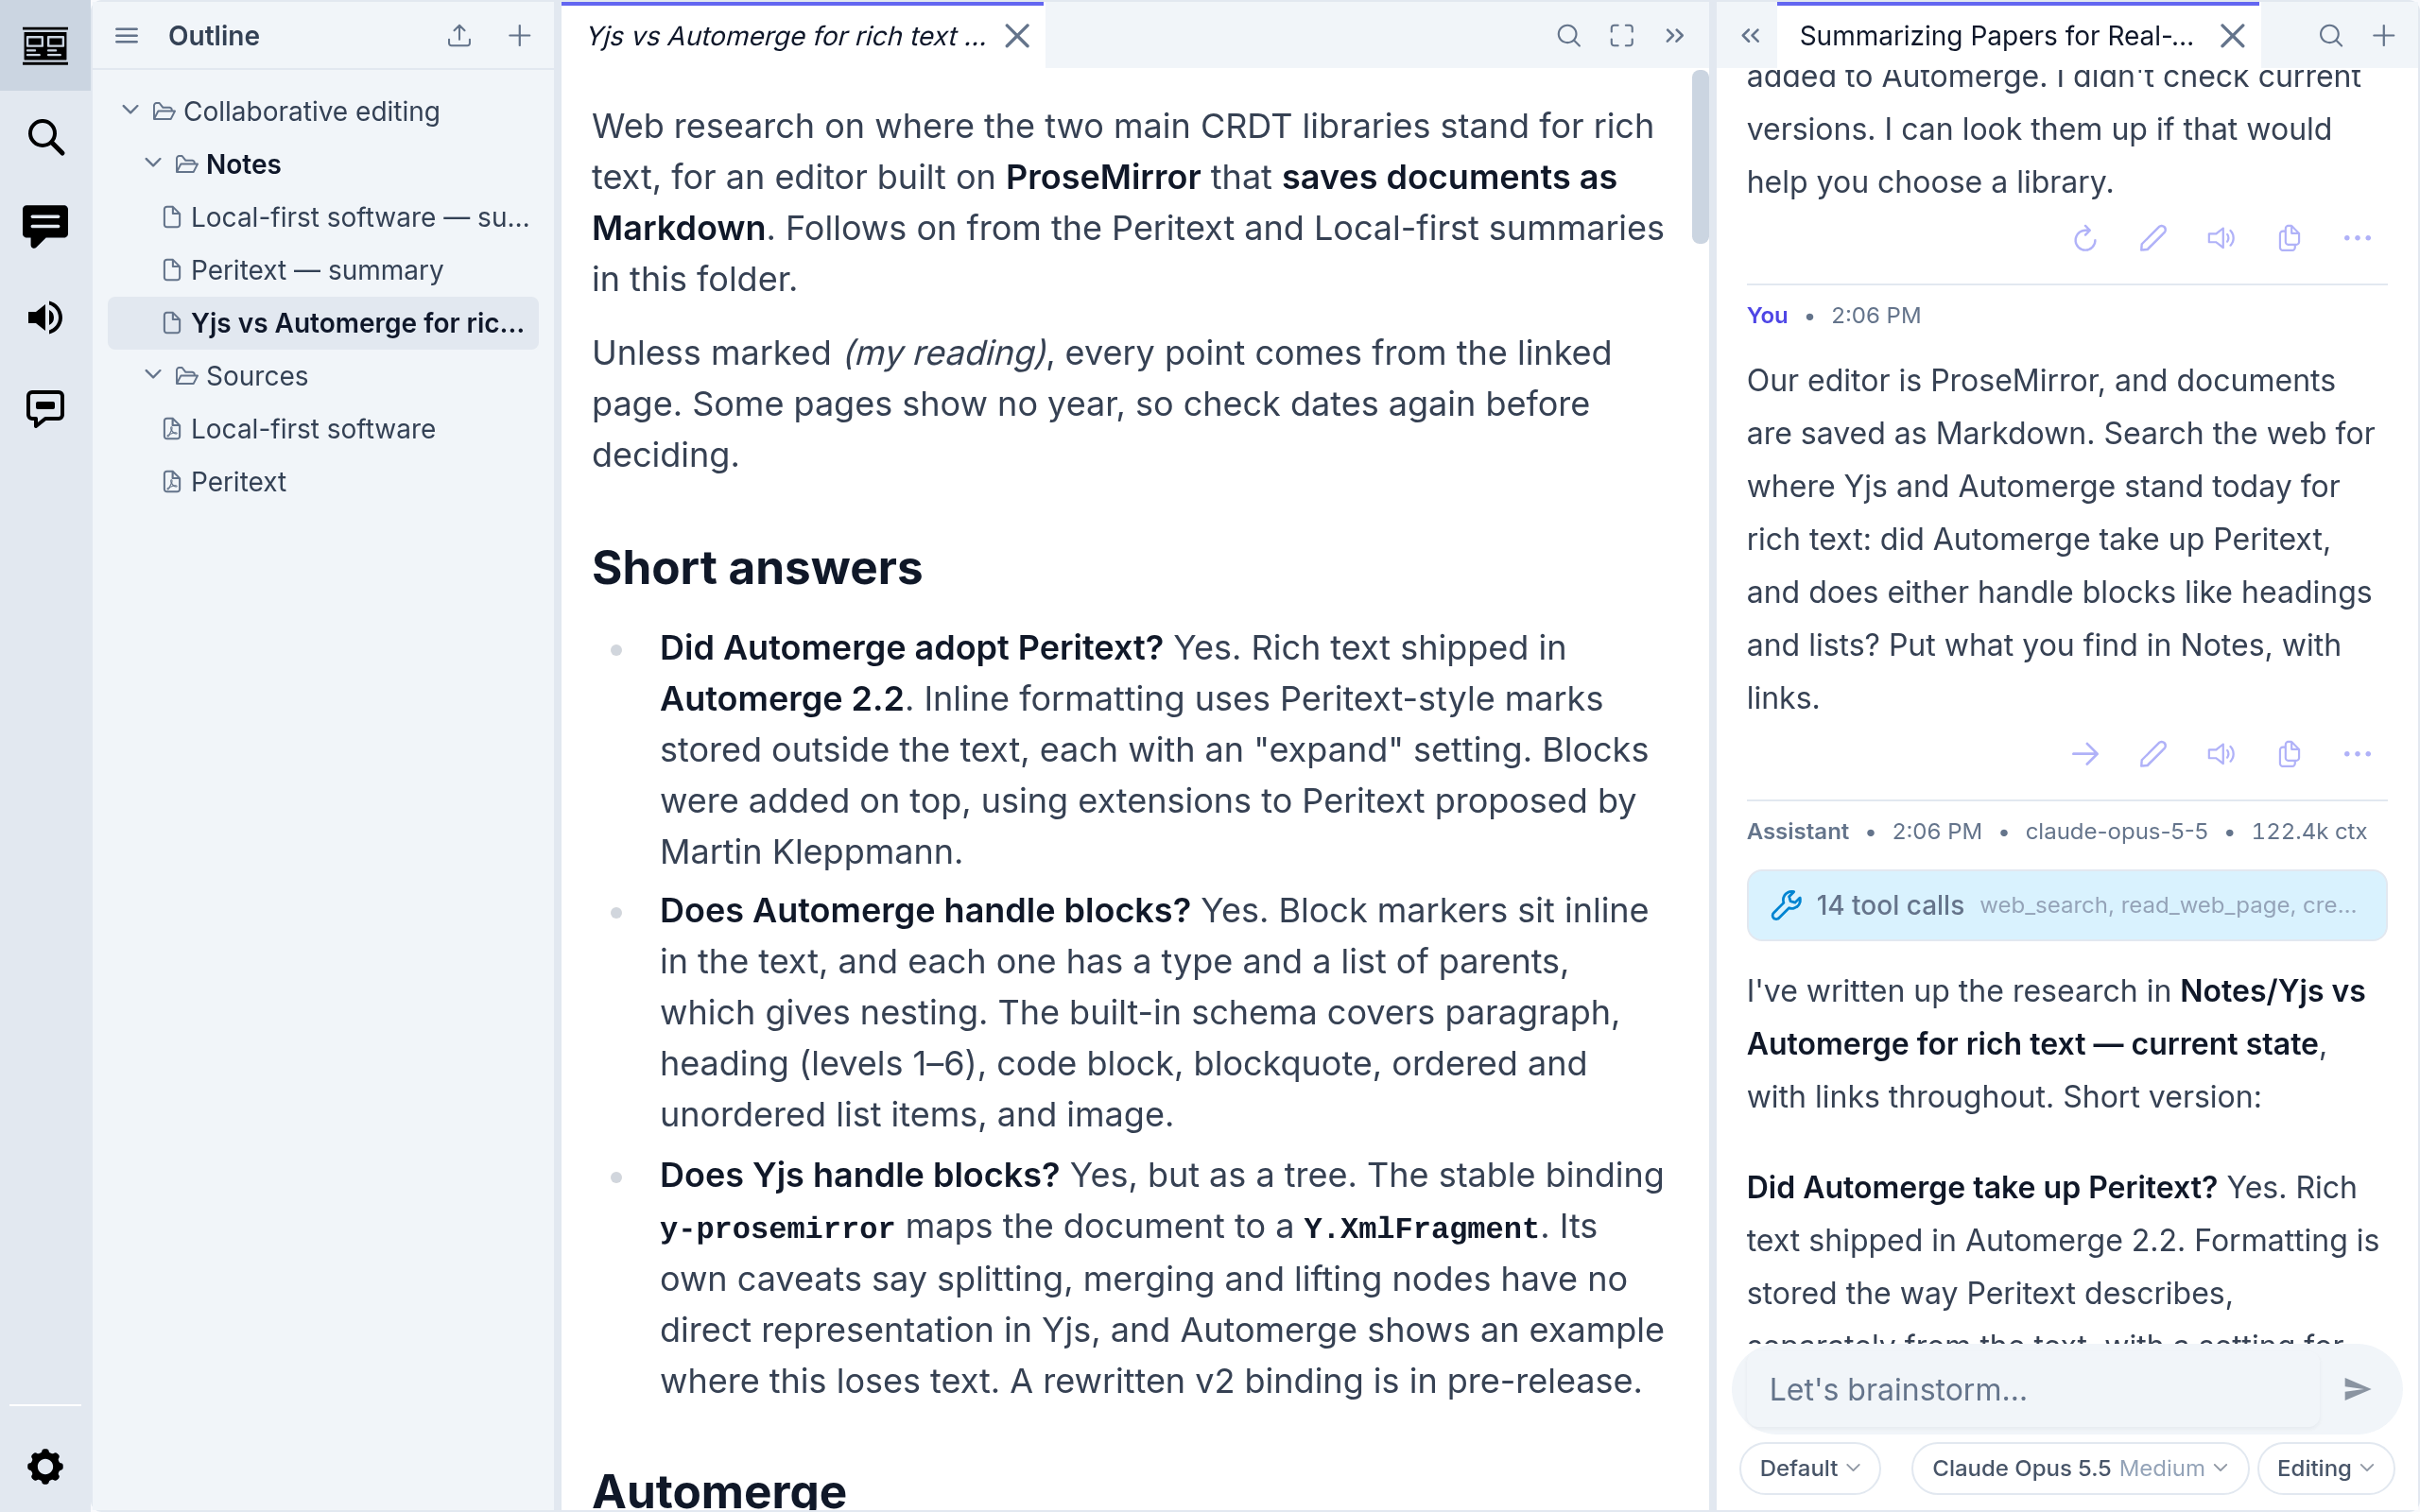 Outline
Collaborative editing
Notes
Local-first software — su...
Peritext — summary
Yjs vs Automerge for ric...
Sources
Local-first software
Peritext
Yjs vs Automerge for rich text ...
Web research on where the two main CRDT libraries stand for rich
text, for an editor built on ProseMirror that saves documents as
Markdown. Follows on from the Peritext and Local-first summaries
in this folder.
Unless marked (my reading), every point comes from the linked
page. Some pages show no year, so check dates again before
deciding.
Short answers
Did Automerge adopt Peritext? Yes. Rich text shipped in
Automerge 2.2. Inline formatting uses Peritext-style marks
stored outside the text, each with an "expand" setting. Blocks
were added on top, using extensions to Peritext proposed by
Martin Kleppmann.
Does Automerge handle blocks? Yes. Block markers sit inline
in the text, and each one has a type and a list of parents,
which gives nesting. The built-in schema covers paragraph,
heading (levels 1–6), code block, blockquote, ordered and
unordered list items, and image.
Does Yjs handle blocks? Yes, but as a tree. The stable binding
y-prosemirror maps the document to a Y.XmlFragment. Its
own caveats say splitting, merging and lifting nodes have no
direct representation in Yjs, and Automerge shows an example
where this loses text. A rewritten v2 binding is in pre-release.
Automerge
Summarizing Papers for Real-...
added to Automerge. I didn't check current
versions. I can look them up if that would
help you choose a library.
You • 2:06 PM
Our editor is ProseMirror, and documents
are saved as Markdown. Search the web for
where Yjs and Automerge stand today for
rich text: did Automerge take up Peritext,
and does either handle blocks like headings
and lists? Put what you find in Notes, with
links.
Assistant • 2:06 PM • claude-opus-5-5 • 122.4k ctx
14 tool calls web_search, read_web_page, cre...
I've written up the research in Notes/Yjs vs
Automerge for rich text — current state,
with links throughout. Short version:
Did Automerge take up Peritext? Yes. Rich
text shipped in Automerge 2.2. Formatting is
stored the way Peritext describes,
separately from the text, with a setting for
Let's brainstorm...
Default
Claude Opus 5.5 Medium
Editing